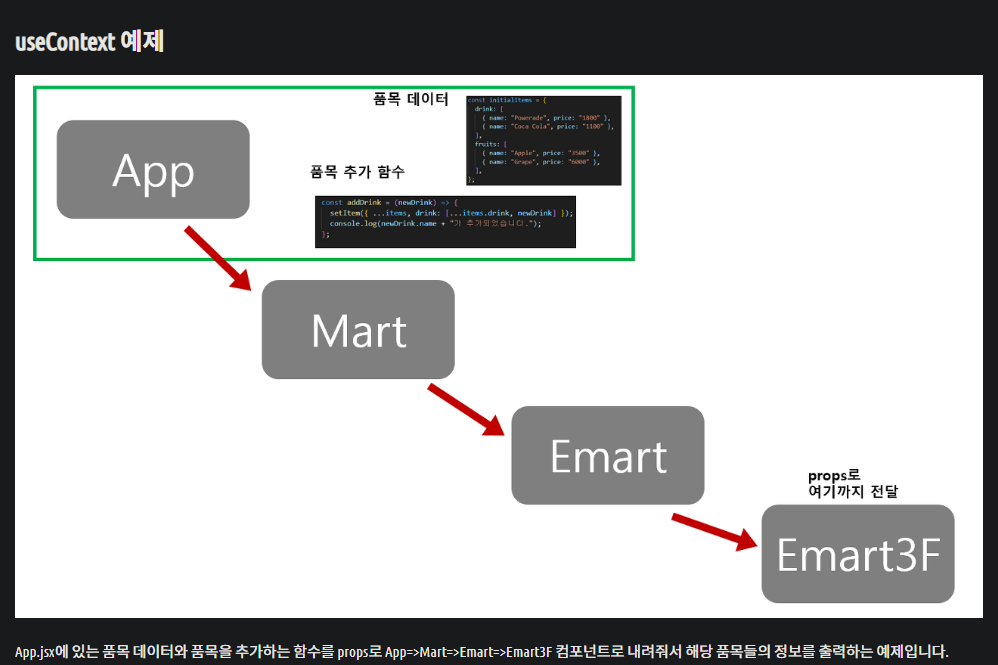 useContext 예제
품목 데이터
const initialItems = {
drink: [
{ name: "Powerade", price: "1800" },
{ name: "Coca Cola", price: "1100" },
],
fruits: [
{ name: "Apple", price: "3500" },
{ name: "Grape", price: "6000" },
],
};
App
품목 추가 함수
const addDrink = (newDrink) => {
setItem({ ...items, drink: [...items.drink, newDrink] });
console.log(newDrink.name + "가 추가되었습니다.");
};
Mart
Emart
props로
여기까지 전달
Emart3F
App.jsx에 있는 품목 데이터와 품목을 추가하는 함수를 props로 App=>Mart=>Emart=>Emart3F 컴포넌트로 내려줘서 해당 품목들의 정보를 출력하는 예제입니다.